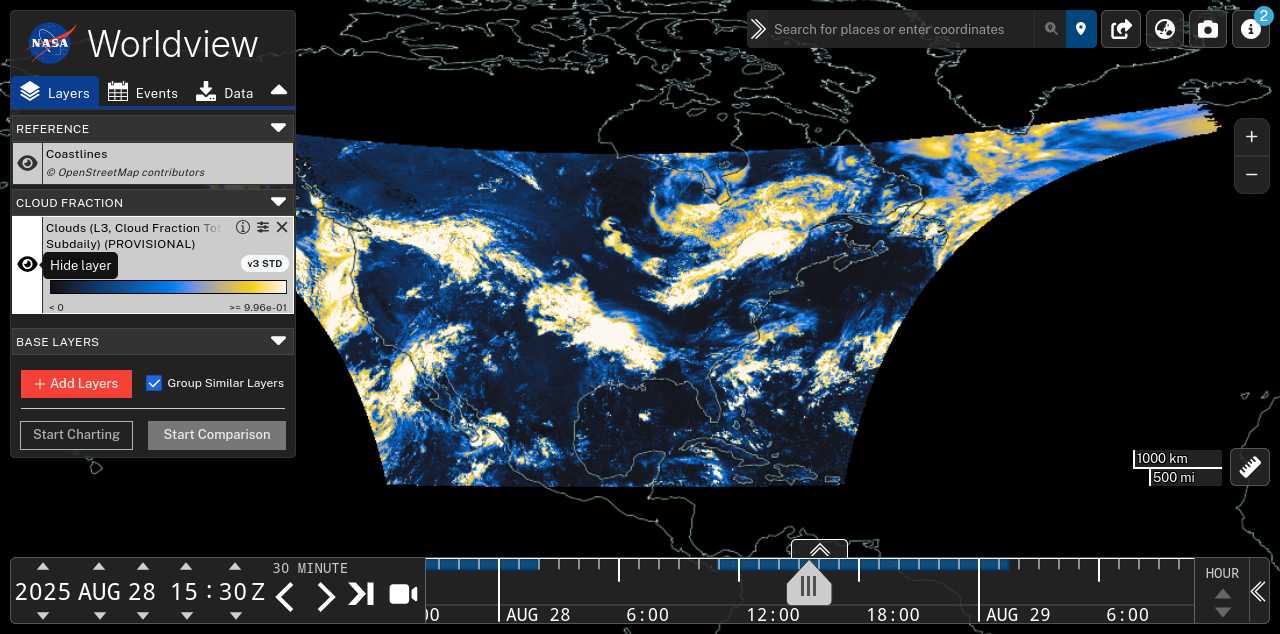 NASA Worldview
Layers
Events
Data
REFERENCE
Coastlines
© OpenStreetMap contributors
CLOUD FRACTION
Clouds (L3, Cloud Fraction Tot
Subdaily) (PROVISIONAL)
Hide layer
v3 STD
< 0
>= 9.96e-01
BASE LAYERS
+ Add Layers
Group Similar Layers
Start Charting
Start Comparison
Search for places or enter coordinates
2
+
−
1000 km
500 mi
2025 AUG 28 15 : 30 Z
30 MINUTE
AUG 28
6:00
12:00
18:00
AUG 29
6:00
HOUR